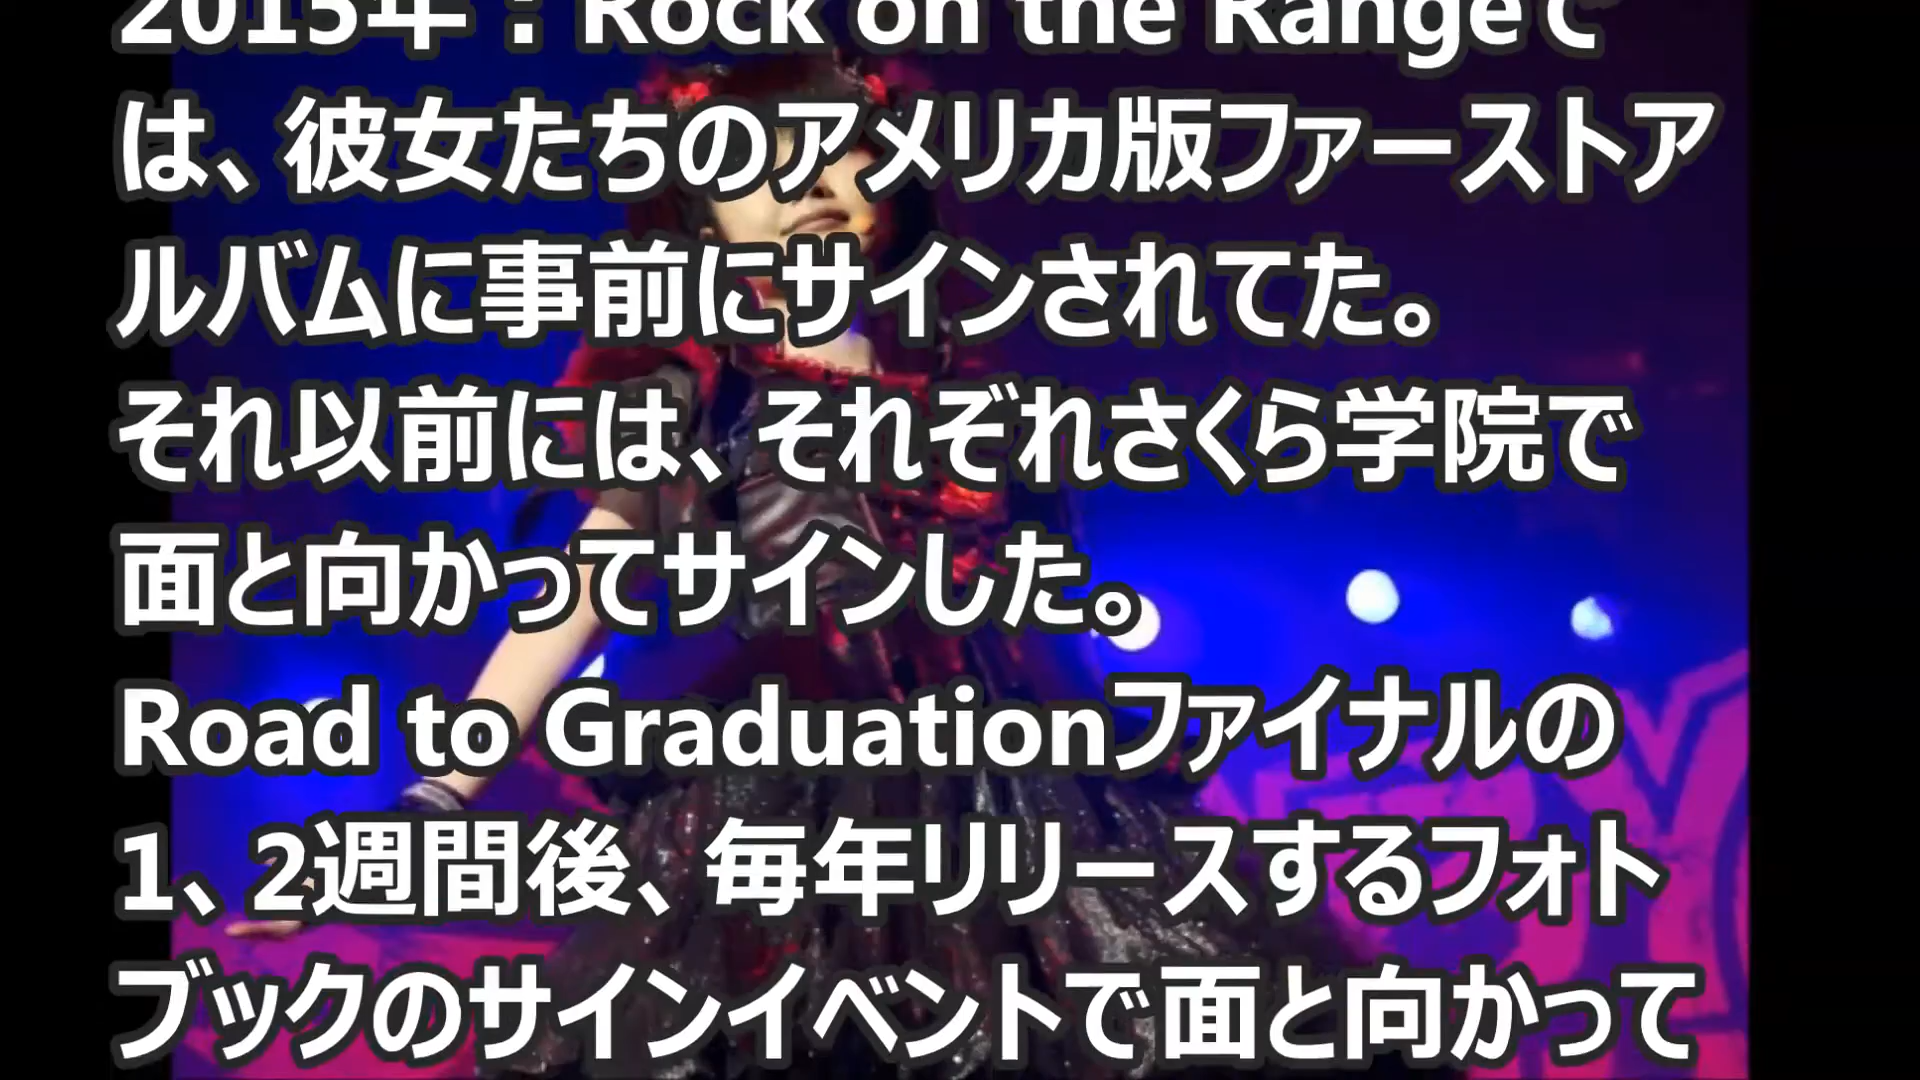 2015年：Rock on the Rangeで
は、彼女たちのアメリカ版ファーストア
ルバムに事前にサインされてた。
それ以前には、それぞれさくら学院で
面と向かってサインした。
Road to Graduationファイナルの
1、2週間後、毎年リリースするフォト
ブックのサインイベントで面と向かって